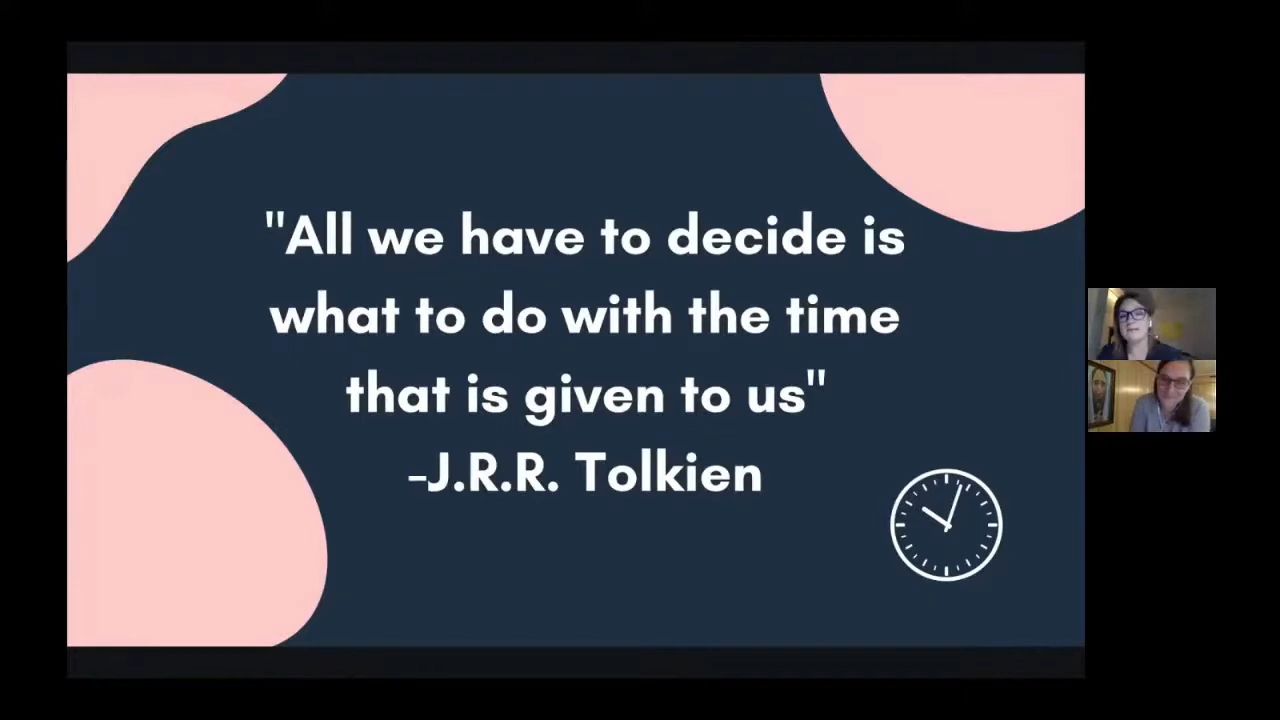 "All we have to decide is
what to do with the time
that is given to us"
-J.R.R. Tolkien